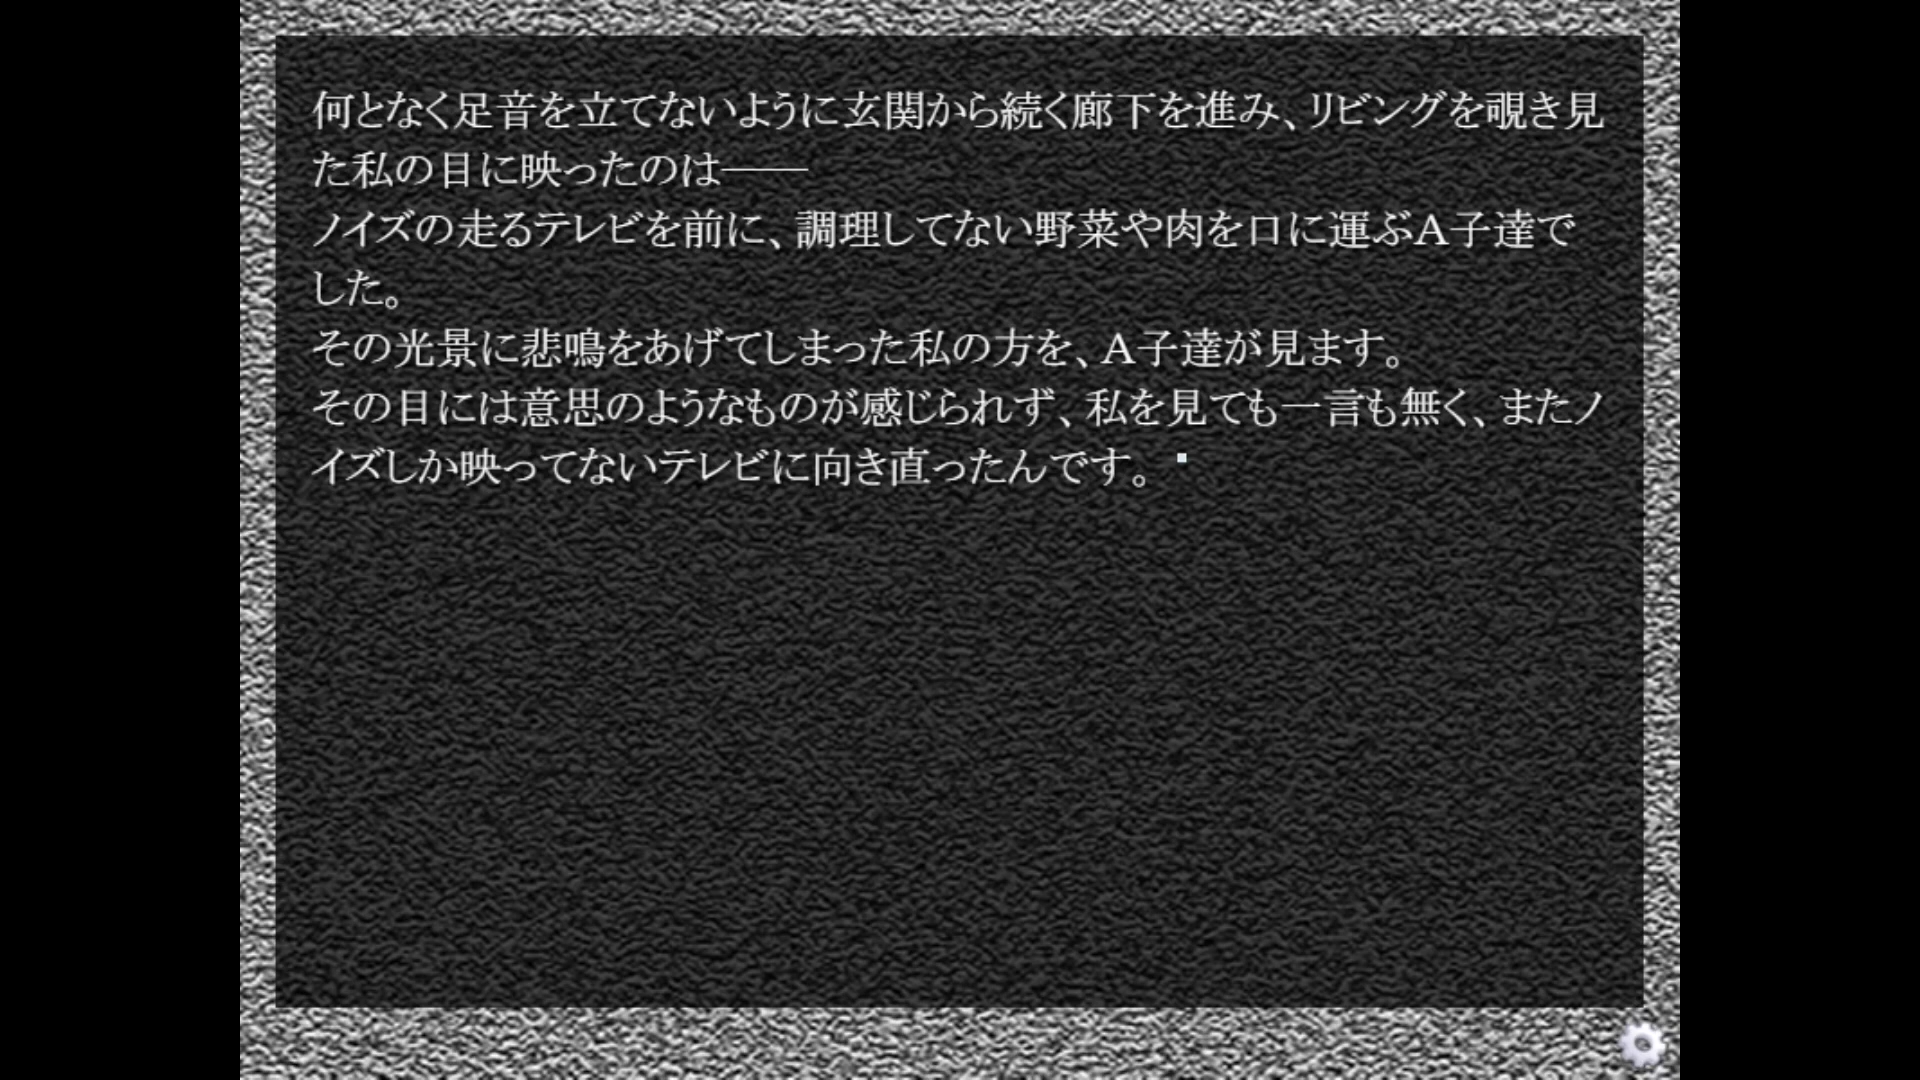 何となく足音を立てないように玄関から続く廊下を進み、リビングを覗き見
た私の目に映ったのは――
ノイズの走るテレビを前に、調理してない野菜や肉を口に運ぶＡ子達で
した。
その光景に悲鳴をあげてしまった私の方を、Ａ子達が見ます。
その目には意思のようなものが感じられず、私を見ても一言も無く、またノ
イズしか映ってないテレビに向き直ったんです。